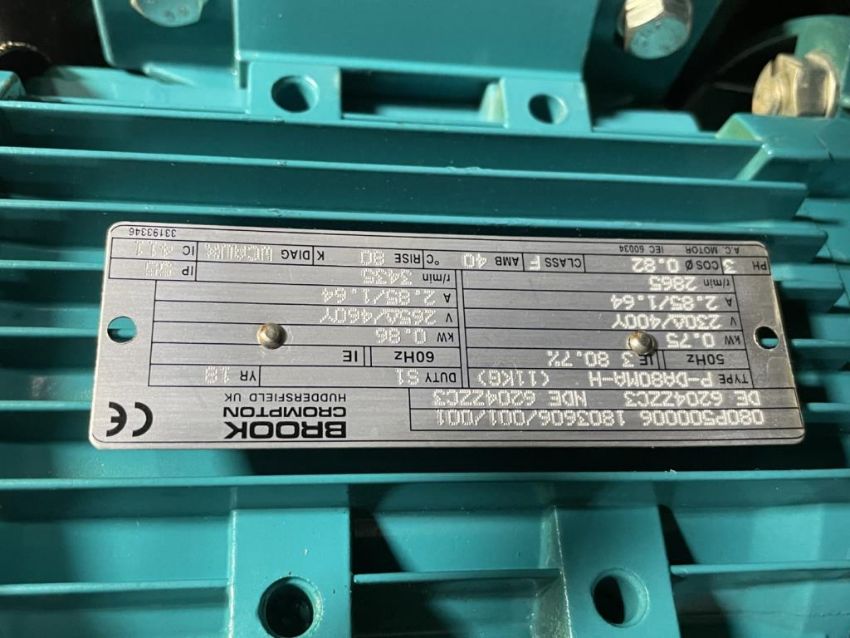 080P500006 1803606/001/001
DE 6204ZZC3 NDE 6204ZZC3
BROOK
CROMPTON
HUDDERSFIELD UK
CE
TYPE P-DA80MA-H (11KG)
DUTY S1 YR 18
50Hz IE 3 80.7%
60Hz IE
kW 0.75
kW 0.86
V 230Δ/400Y
V 265Δ/460Y
A 2.85/1.64
A 2.85/1.64
r/min 2865
r/min 3435
IP
PH 3 COS Ø 0.82 CLASS F AMB 40 °C RISE 80 K DIAG IC 411
A.C. MOTOR IEC 60034
33193346